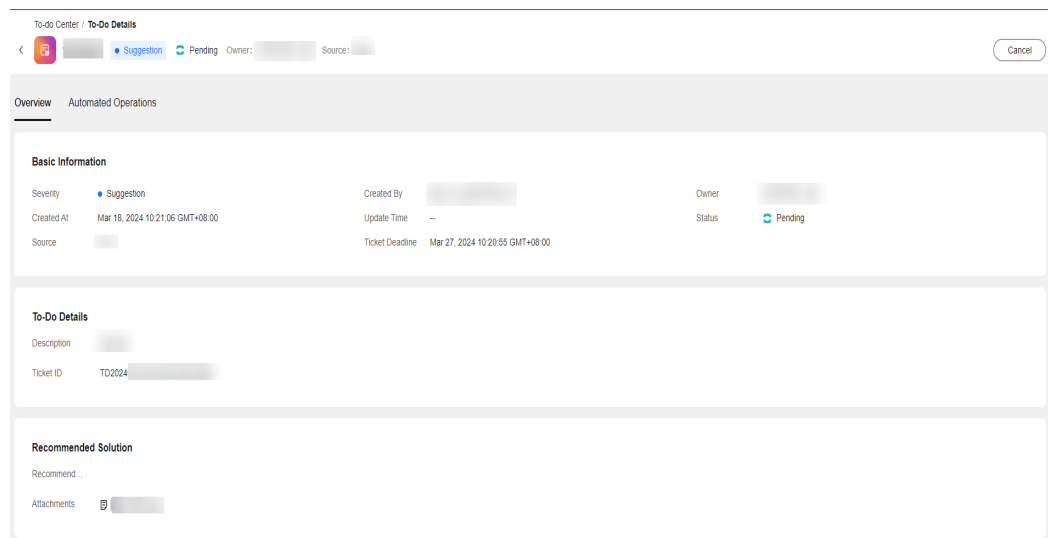 To-do Center / To-Do Details
Suggestion Pending Owner: Source: Cancel
Overview Automated Operations
Basic Information
Severity Suggestion Created By Owner
Created At Mar 18, 2024 10:21:06 GMT+08:00 Update Time -- Status Pending
Source Ticket Deadline Mar 27, 2024 10:20:55 GMT+08:00
To-Do Details
Description
Ticket ID TD2024
Recommended Solution
Recommend...
Attachments